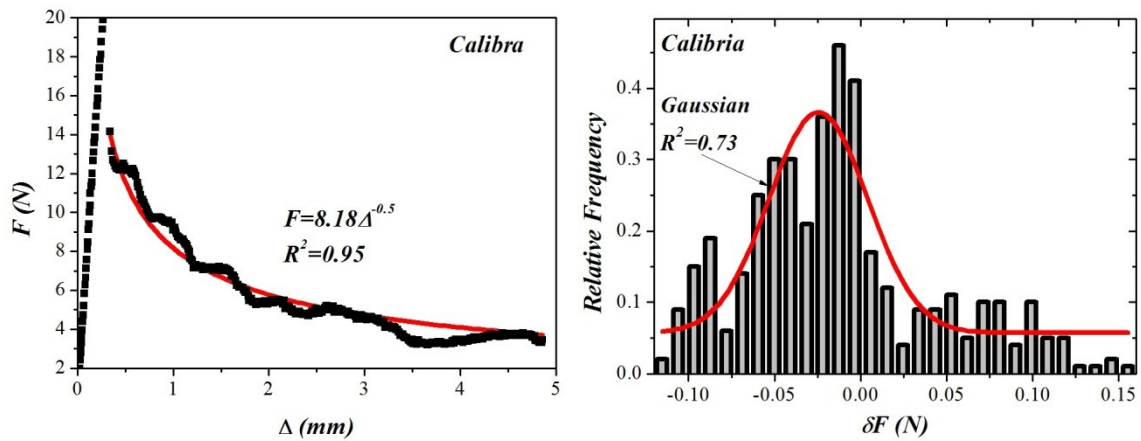 Calibra
F (N)
20
18
16
14
12
10
8
6
4
2
F=8.18Δ^-0.5
R^2=0.95
0 1 2 3 4 5
Δ (mm)
Calibria
Relative Frequency
0.4
0.3
0.2
0.1
0.0
Gaussian
R^2=0.73
-0.10 -0.05 0.00 0.05 0.10 0.15
δF (N)